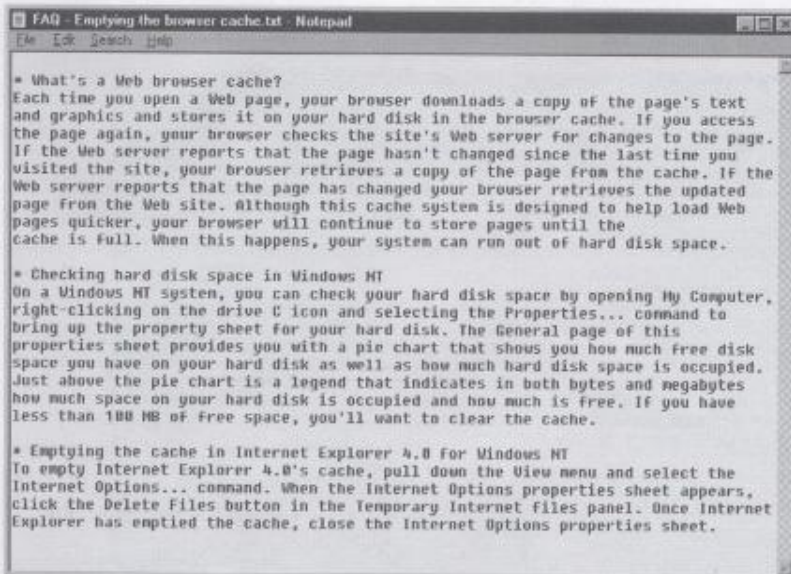 FAQ - Emptying the browser cache.txt - Notepad
File Edit Search Help
* What's a Web browser cache?
Each time you open a Web page, your browser downloads a copy of the page's text
and graphics and stores it on your hard disk in the browser cache. If you access
the page again, your browser checks the site's Web server for changes to the page.
If the Web server reports that the page hasn't changed since the last time you
visited the site, your browser retrieves a copy of the page from the cache. If the
Web server reports that the page has changed your browser retrieves the updated
page from the Web site. Although this cache system is designed to help load Web
pages quicker, your browser will continue to store pages until the
cache is full. When this happens, your system can run out of hard disk space.
* Checking hard disk space in Windows NT
On a Windows NT system, you can check your hard disk space by opening My Computer,
right-clicking on the drive C icon and selecting the Properties... command to
bring up the property sheet for your hard disk. The General page of this
properties sheet provides you with a pie chart that shows you how much free disk
space you have on your hard disk as well as how much hard disk space is occupied.
Just above the pie chart is a legend that indicates in both bytes and megabytes
how much space on your hard disk is occupied and how much is free. If you have
less than 100 MB of free space, you'll want to clear the cache.
* Emptying the cache in Internet Explorer 4.0 for Windows NT
To empty Internet Explorer 4.0's cache, pull down the View menu and select the
Internet Options... command. When the Internet Options properties sheet appears,
click the Delete Files button in the Temporary Internet files panel. Once Internet
Explorer has emptied the cache, close the Internet Options properties sheet.